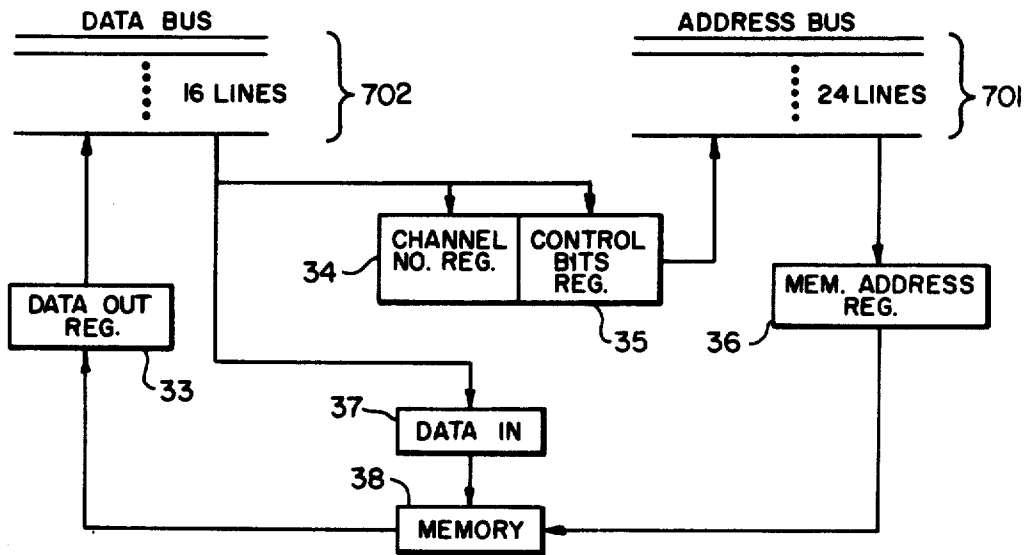 DATA BUS
16 LINES
702
ADDRESS BUS
24 LINES
701
34
CHANNEL
NO. REG.
CONTROL
BITS
REG.
35
MEM. ADDRESS
REG.
36
DATA OUT
REG.
33
37
DATA IN
38
MEMORY